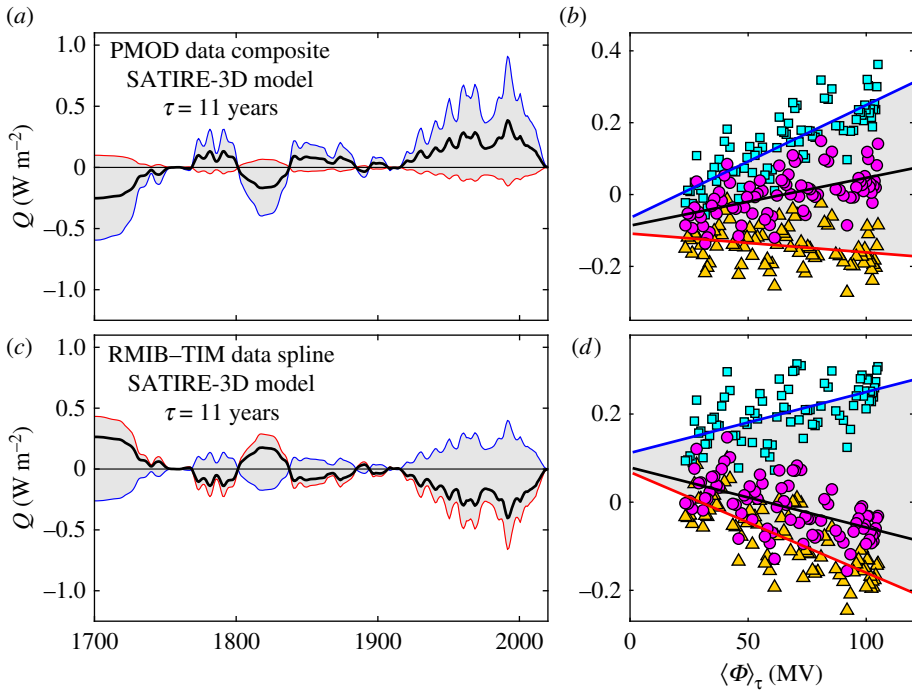 (a)
PMOD data composite
SATIRE-3D model
τ = 11 years
Q (W m⁻²)
1.0
0.5
0
−0.5
−1.0
(b)
0.4
0.2
0
−0.2
(c)
RMIB–TIM data spline
SATIRE-3D model
τ = 11 years
Q (W m⁻²)
1.0
0.5
0
−0.5
−1.0
1700
1800
1900
2000
(d)
0.2
0
−0.2
0
50
100
⟨Φ⟩τ (MV)